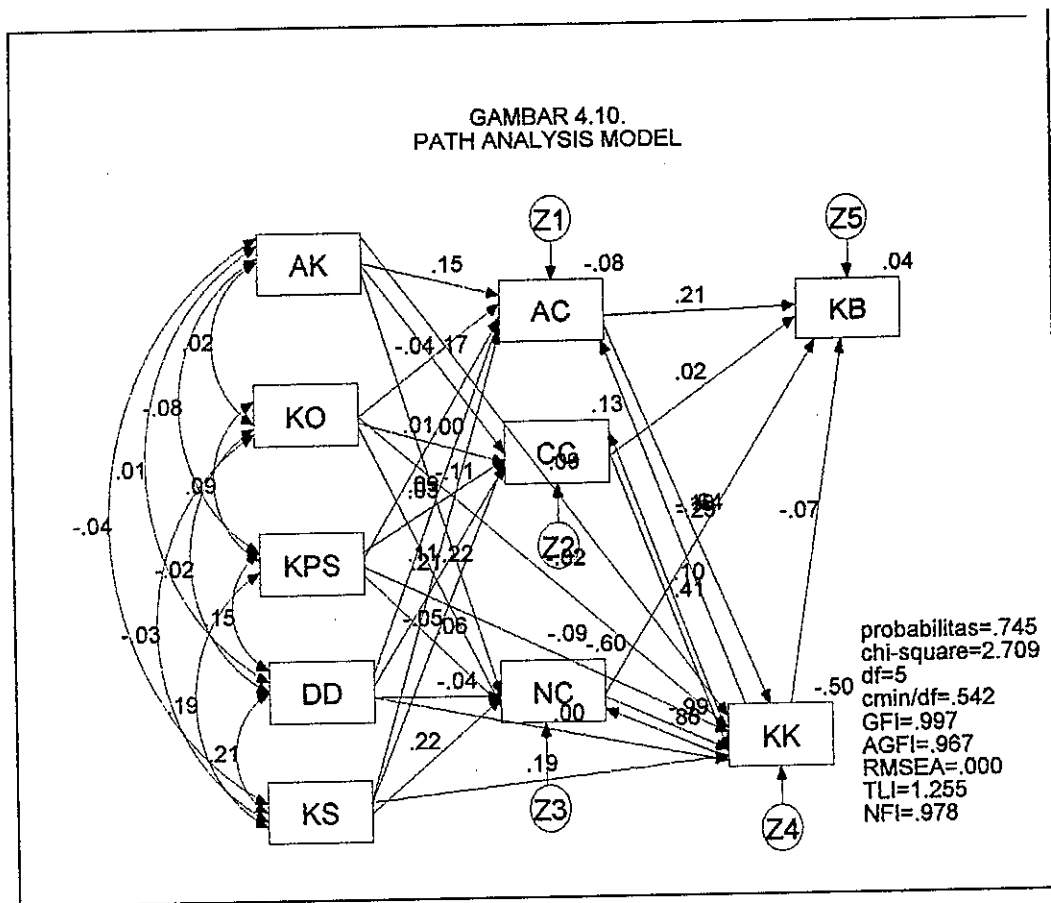 GAMBAR 4.10.
PATH ANALYSIS MODEL
Z1
Z5
AK
.15
-.08
AC
.21
.04
KB
.02
-.04
.17
.02
KO
.13
-.08
.01
.00
CC
.01
-.11
.09
-.04
KPS
.22
.21
Z2
-.07
-.02
.10
.41
.15
-.05
.06
-.09
-.60
-.03
DD
-.04
NC
.00
-.50
KK
.19
.22
.21
.19
KS
Z3
Z4
probabilitas=.745
chi-square=2.709
df=5
cmin/df=.542
GFI=.997
AGFI=.967
RMSEA=.000
TLI=1.255
NFI=.978